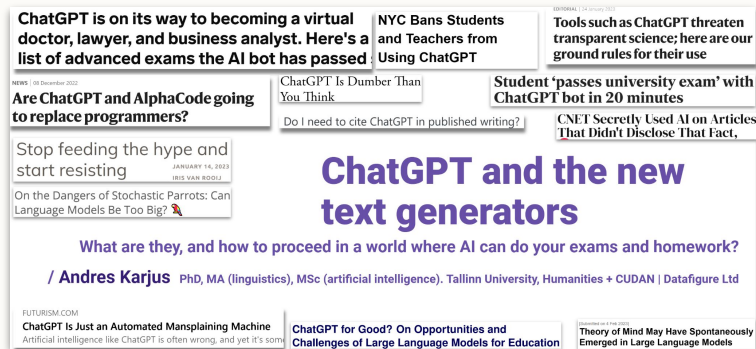 ChatGPT is on its way to becoming a virtual
doctor, lawyer, and business analyst. Here's a
list of advanced exams the AI bot has passed
NYC Bans Students
and Teachers from
Using ChatGPT
EDITORIAL | 24 January 2023
Tools such as ChatGPT threaten
transparent science; here are our
ground rules for their use
NEWS | 08 December 2022
Are ChatGPT and AlphaCode going
to replace programmers?
ChatGPT Is Dumber Than
You Think
Student ‘passes university exam’ with
ChatGPT bot in 20 minutes
Do I need to cite ChatGPT in published writing?
CNET Secretly Used AI on Articles
That Didn't Disclose That Fact,
Stop feeding the hype and
start resisting
JANUARY 14, 2023
IRIS VAN ROOIJ
On the Dangers of Stochastic Parrots: Can
Language Models Be Too Big? 🦜
ChatGPT and the new
text generators
What are they, and how to proceed in a world where AI can do your exams and homework?
/ Andres Karjus PhD, MA (linguistics), MSc (artificial intelligence). Tallinn University, Humanities + CUDAN | Datafigure Ltd
FUTURISM.COM
ChatGPT Is Just an Automated Mansplaining Machine
Artificial intelligence like ChatGPT is often wrong, and yet it's som
ChatGPT for Good? On Opportunities and
Challenges of Large Language Models for Education
[Submitted on 4 Feb 2023]
Theory of Mind May Have Spontaneously
Emerged in Large Language Models